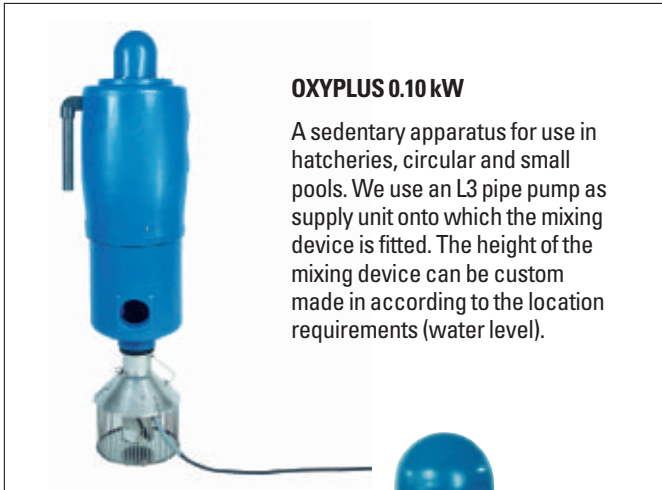 OXYPLUS 0.10 kW
A sedentary apparatus for use in
hatcheries, circular and small
pools. We use an L3 pipe pump as
supply unit onto which the mixing
device is fitted. The height of the
mixing device can be custom
made in according to the location
requirements (water level).